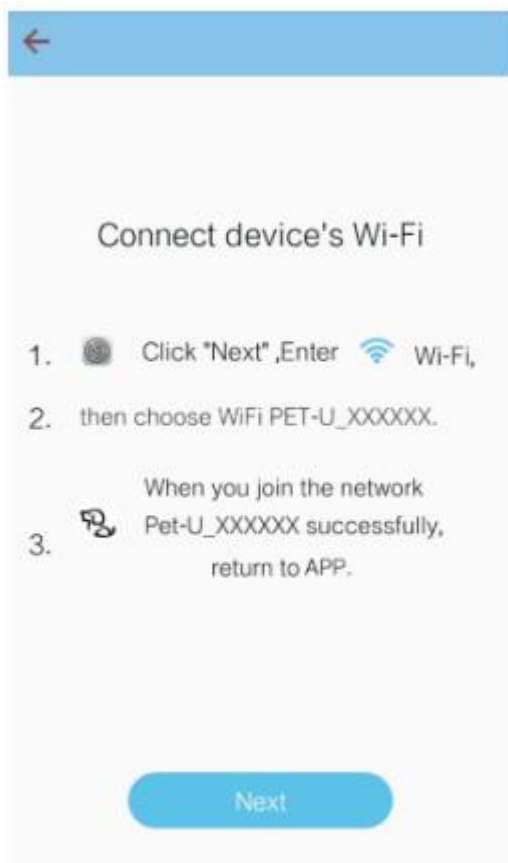 Connect device's Wi-Fi
1. Click "Next" ,Enter Wi-Fi,
2. then choose WiFi PET-U_XXXXXX.
3. When you join the network
Pet-U_XXXXXX successfully,
return to APP.
Next